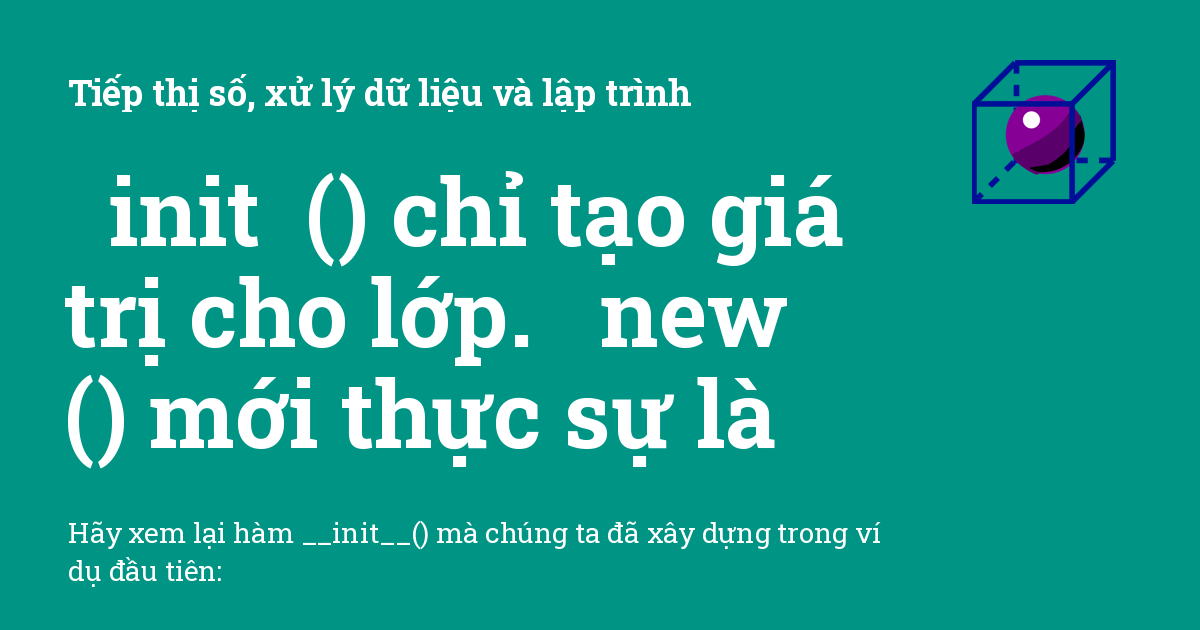 Tiếp thị số, xử lý dữ liệu và lập trình
init () chỉ tạo giá
trị cho lớp. new
() mới thực sự là
Hãy xem lại hàm __init__() mà chúng ta đã xây dựng trong ví
dụ đầu tiên: